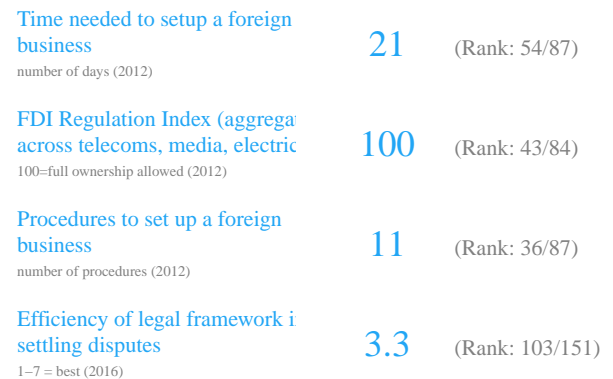 Time needed to setup a foreign
business
21 (Rank: 54/87)
number of days (2012)
FDI Regulation Index (aggregat
across telecoms, media, electric
100 (Rank: 43/84)
100=full ownership allowed (2012)
Procedures to set up a foreign
business
11 (Rank: 36/87)
number of procedures (2012)
Efficiency of legal framework i
settling disputes
3.3 (Rank: 103/151)
1–7 = best (2016)